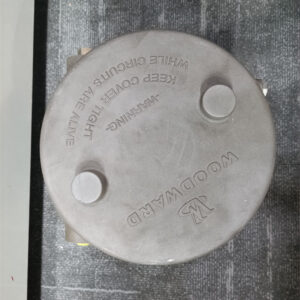 -WARNING-
KEEP COVER TIGHT
WHILE CIRCUITS ARE ALIVE
WOODWARD